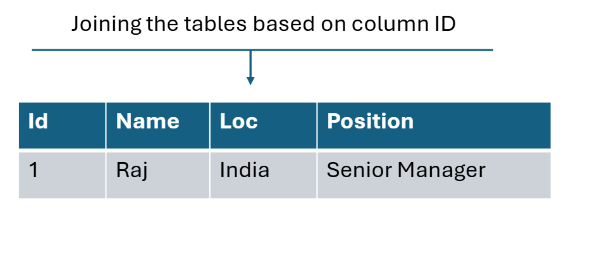 Joining the tables based on column ID
Id Name Loc Position
1 Raj India Senior Manager